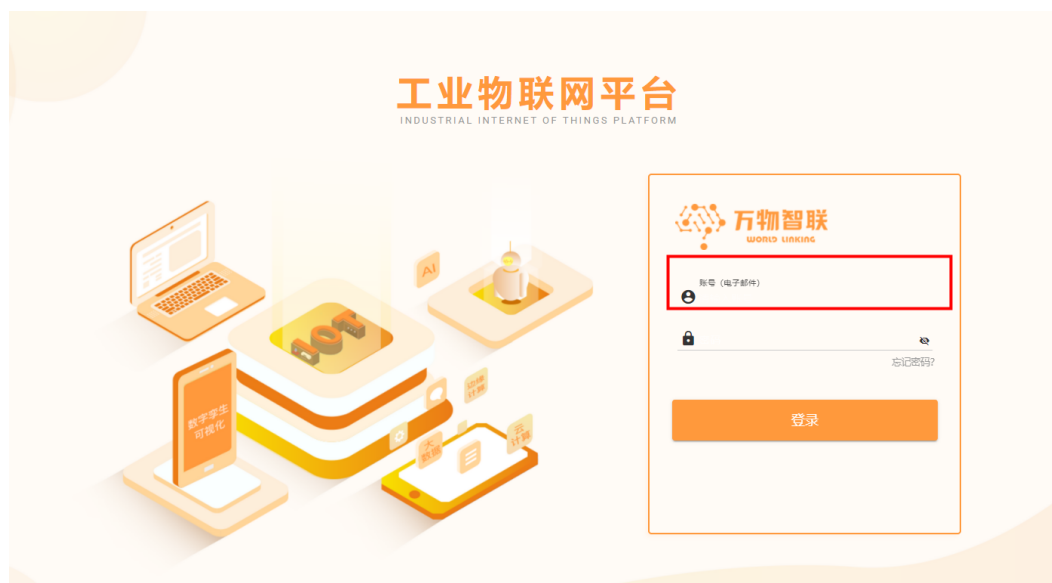 工业物联网平台
INDUSTRIAL INTERNET OF THINGS PLATFORM
万物智联
WORLD LINKING
账号（电子邮件）
忘记密码?
登录
AI
IOT
数字孪生
可视化
边缘
计算
大
数据
云
计算